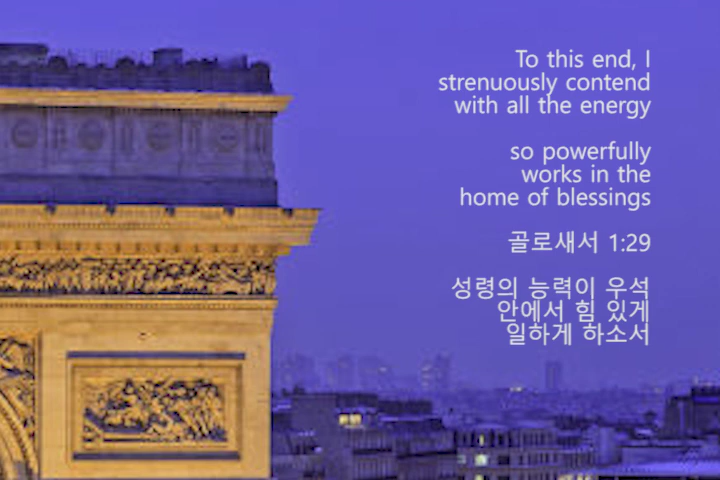 To this end, I
strenuously contend
with all the energy
so powerfully
works in the
home of blessings
골로새서 1:29
성령의 능력이 우석
안에서 힘 있게
일하게 하소서